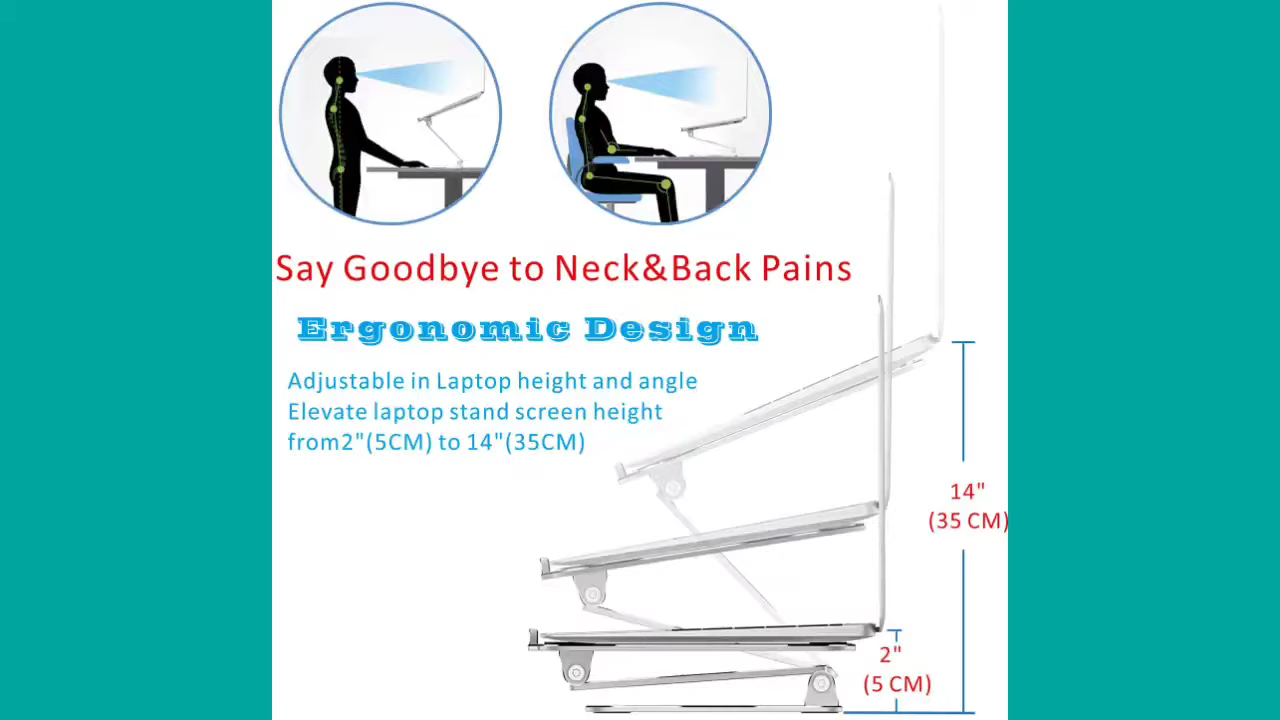 Say Goodbye to Neck&Back Pains
Ergonomic Design
Adjustable in Laptop height and angle
Elevate laptop stand screen height
from2"(5CM) to 14"(35CM)
14"
(35 CM)
2"
(5 CM)